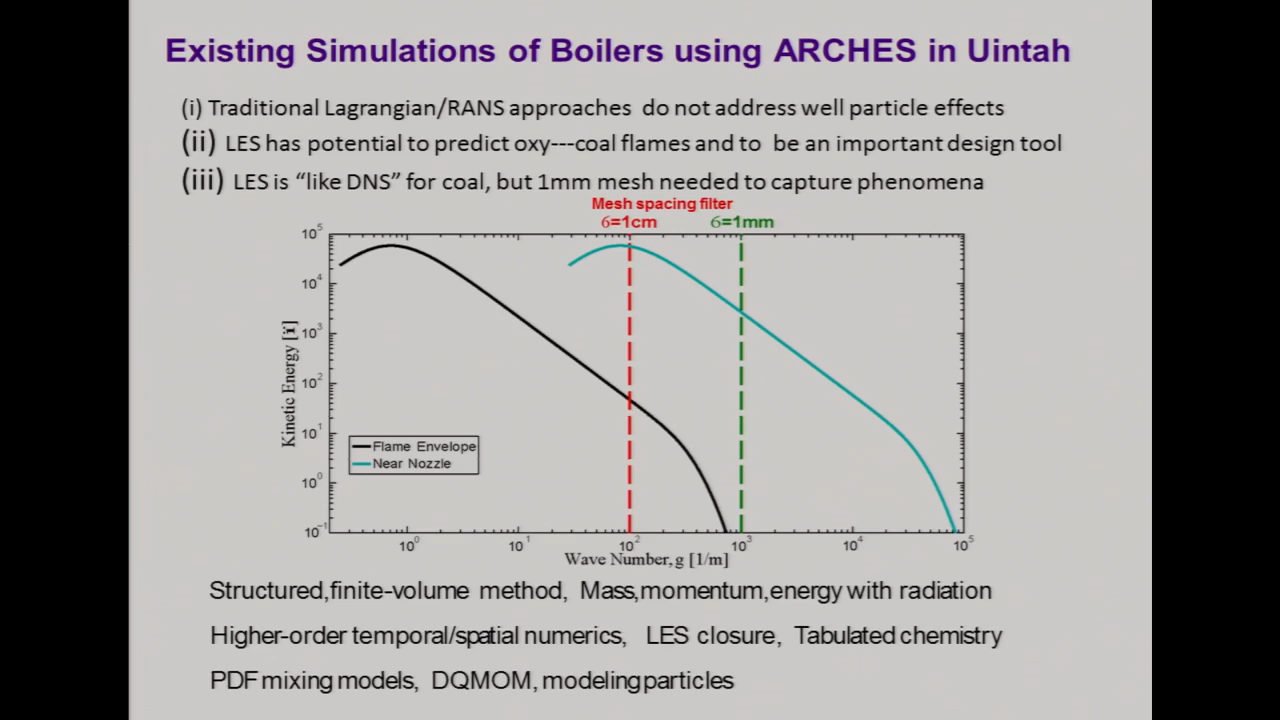 Existing Simulations of Boilers using ARCHES in Uintah
(i) Traditional Lagrangian/RANS approaches do not address well particle effects
(ii) LES has potential to predict oxy---coal flames and to be an important design tool
(iii) LES is “like DNS” for coal, but 1mm mesh needed to capture phenomena
Mesh spacing filter
6=1cm 6=1mm
10^5
10^4
10^3
10^2
10^1
10^0
10^-1
Kinetic Energy [ï]
Flame Envelope
Near Nozzle
10^0 10^1 10^2 10^3 10^4 10^5
Wave Number, g [1/m]
Structured,finite-volume method, Mass,momentum,energy with radiation
Higher-order temporal/spatial numerics, LES closure, Tabulated chemistry
PDF mixing models, DQMOM, modeling particles